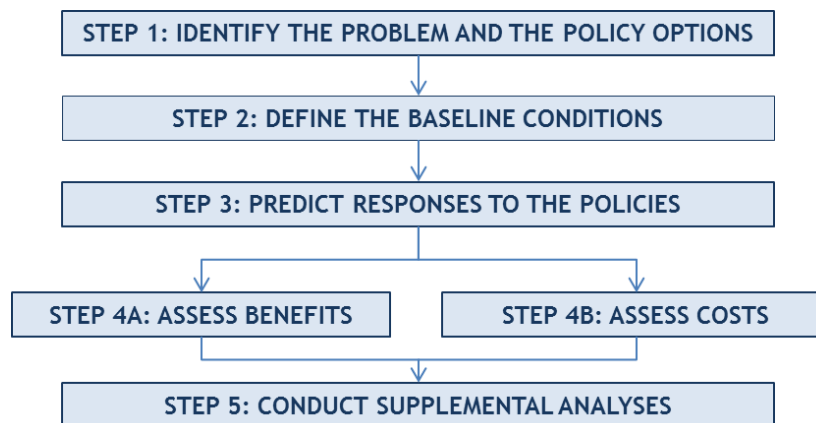 STEP 1: IDENTIFY THE PROBLEM AND THE POLICY OPTIONS
STEP 2: DEFINE THE BASELINE CONDITIONS
STEP 3: PREDICT RESPONSES TO THE POLICIES
STEP 4A: ASSESS BENEFITS
STEP 4B: ASSESS COSTS
STEP 5: CONDUCT SUPPLEMENTAL ANALYSES